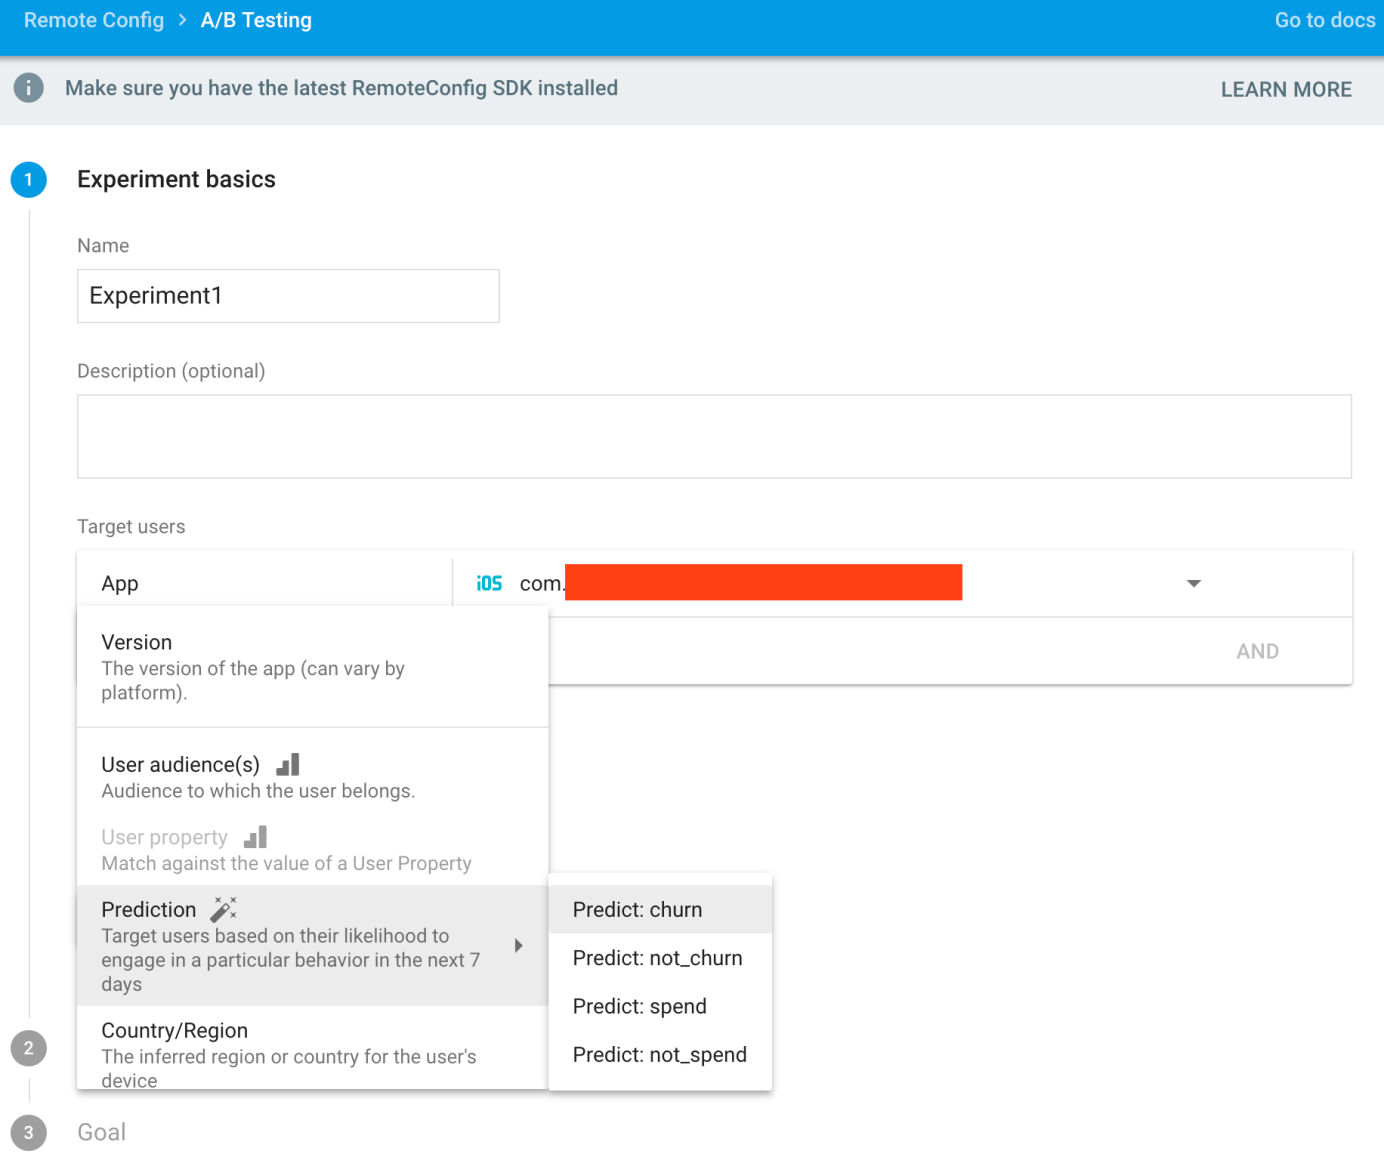 Remote Config > A/B Testing
Go to docs
i
Make sure you have the latest RemoteConfig SDK installed
LEARN MORE
1
Experiment basics
Name
Experiment1
Description (optional)
Target users
App
iOS
com.
AND
Version
The version of the app (can vary by
platform).
User audience(s)
Audience to which the user belongs.
User property
Match against the value of a User Property
Prediction
Target users based on their likelihood to
engage in a particular behavior in the next 7
days
Predict: churn
Predict: not_churn
Predict: spend
Predict: not_spend
Country/Region
The inferred region or country for the user's
device
2
3
Goal